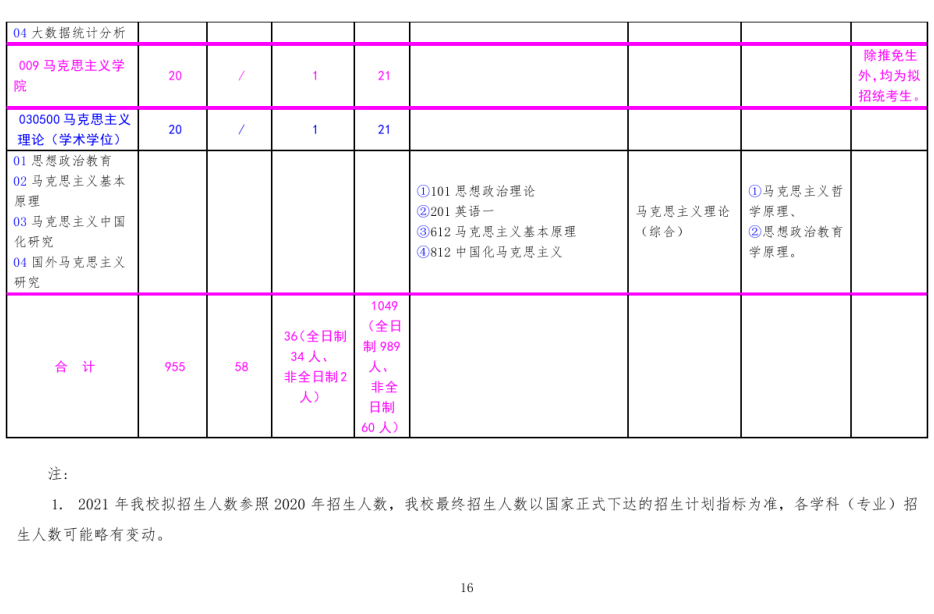 04 大数据统计分析
009 马克思主义学
院
20
/
1
21
除推免生
外,均为拟
招统考生。
030500 马克思主义
理论（学术学位）
20
/
1
21
01 思想政治教育
02 马克思主义基本
原理
03 马克思主义中国
化研究
04 国外马克思主义
研究
①101 思想政治理论
②201 英语一
③612 马克思主义基本原理
④812 中国化马克思主义
马克思主义理论
（综合）
①马克思主义哲
学原理、
②思想政治教育
学原理。
合 计
955
58
36（全日制
34 人、
非全日制 2
人）
1049
（全日
制 989
人、
非全
日制
60 人）
注:
1. 2021 年我校拟招生人数参照 2020 年招生人数，我校最终招生人数以国家正式下达的招生计划指标为准，各学科（专业）招
生人数可能略有变动。
16